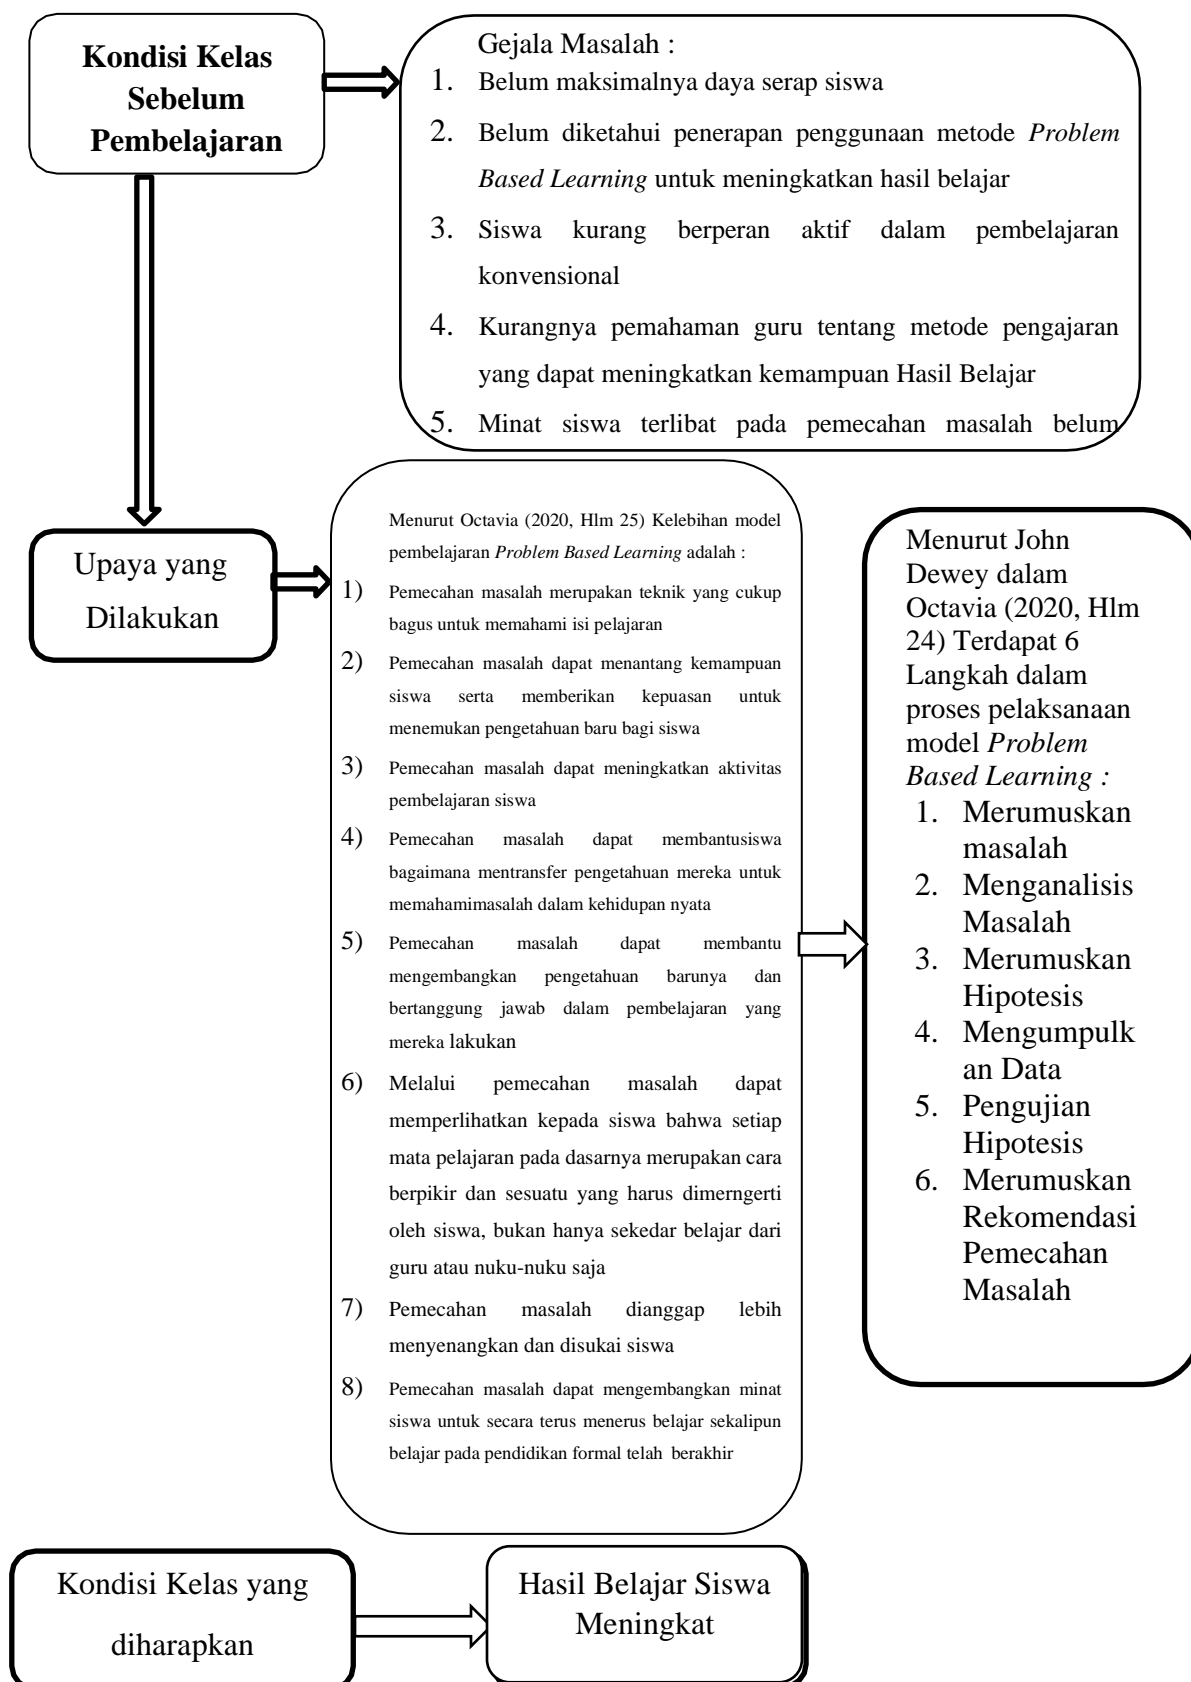 Kondisi Kelas
Sebelum
Pembelajaran
Gejala Masalah :
1. Belum maksimalnya daya serap siswa
2. Belum diketahui penerapan penggunaan metode Problem
Based Learning untuk meningkatkan hasil belajar
3. Siswa kurang berperan aktif dalam pembelajaran
konvensional
4. Kurangnya pemahaman guru tentang metode pengajaran
yang dapat meningkatkan kemampuan Hasil Belajar
5. Minat siswa terlibat pada pemecahan masalah belum
Upaya yang
Dilakukan
Menurut Octavia (2020, Hlm 25) Kelebihan model
pembelajaran Problem Based Learning adalah :
1) Pemecahan masalah merupakan teknik yang cukup
bagus untuk memahami isi pelajaran
2) Pemecahan masalah dapat menantang kemampuan
siswa serta memberikan kepuasan untuk
menemukan pengetahuan baru bagi siswa
3) Pemecahan masalah dapat meningkatkan aktivitas
pembelajaran siswa
4) Pemecahan masalah dapat membantusiswa
bagaimana mentransfer pengetahuan mereka untuk
memahamimasalah dalam kehidupan nyata
5) Pemecahan masalah dapat membantu
mengembangkan pengetahuan barunya dan
bertanggung jawab dalam pembelajaran yang
mereka lakukan
6) Melalui pemecahan masalah dapat
memperlihatkan kepada siswa bahwa setiap
mata pelajaran pada dasarnya merupakan cara
berpikir dan sesuatu yang harus dimerngerti
oleh siswa, bukan hanya sekedar belajar dari
guru atau nuku-nuku saja
7) Pemecahan masalah dianggap lebih
menyenangkan dan disukai siswa
8) Pemecahan masalah dapat mengembangkan minat
siswa untuk secara terus menerus belajar sekalipun
belajar pada pendidikan formal telah berakhir
Menurut John
Dewey dalam
Octavia (2020, Hlm
24) Terdapat 6
Langkah dalam
proses pelaksanaan
model Problem
Based Learning :
1. Merumuskan
masalah
2. Menganalisis
Masalah
3. Merumuskan
Hipotesis
4. Mengumpulk
an Data
5. Pengujian
Hipotesis
6. Merumuskan
Rekomendasi
Pemecahan
Masalah
Kondisi Kelas yang
diharapkan
Hasil Belajar Siswa
Meningkat